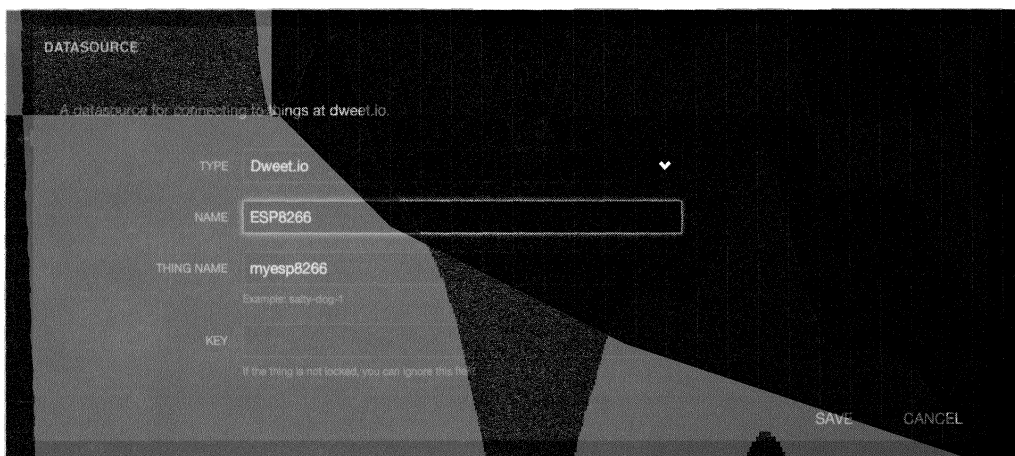 DATASOURCE
A datasource for connecting to things at dweet.io.
TYPE Dweet.io
NAME ESP8266
THING NAME myesp8266
Example: salty-dog-1
KEY
If the thing is not locked, you can ignore this
SAVE CANCEL